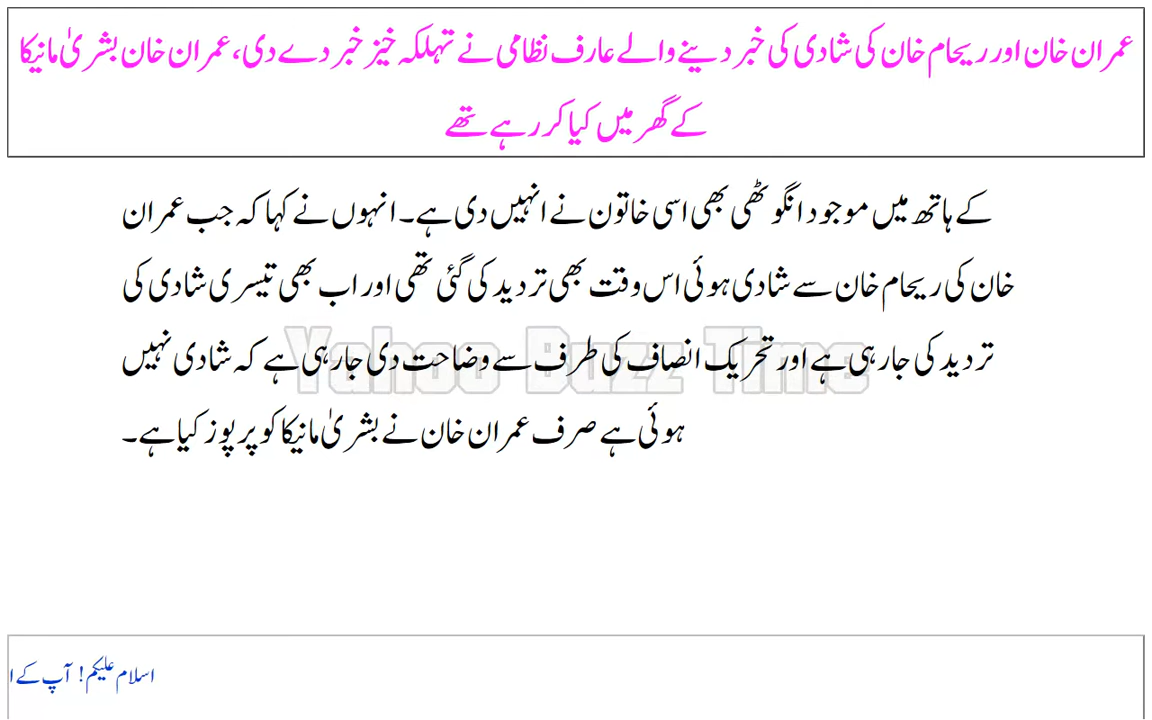 عمران خان اور ریحام خان کی شادی کی خبر دینے والے عارف نظامی نے تہلکہ خیز خبر دے دی، عمران خان بشریٰ مانیکا
کے گھر میں کیا کر رہے تھے
کے ہاتھ میں موجود انگوٹھی بھی اسی خاتون نے انہیں دی ہے۔ انہوں نے کہا کہ جب عمران
خان کی ریحام خان سے شادی ہوئی اس وقت بھی تردید کی گئی تھی اور اب بھی تیسری شادی کی
تردید کی جارہی ہے اور تحریک انصاف کی طرف سے وضاحت دی جارہی ہے کہ شادی نہیں
Yahoo Buzz Time
ہوئی ہے صرف عمران خان نے بشریٰ مانیکا کو پرپوز کیا ہے۔
اسلام علیکم! آپ کے ا